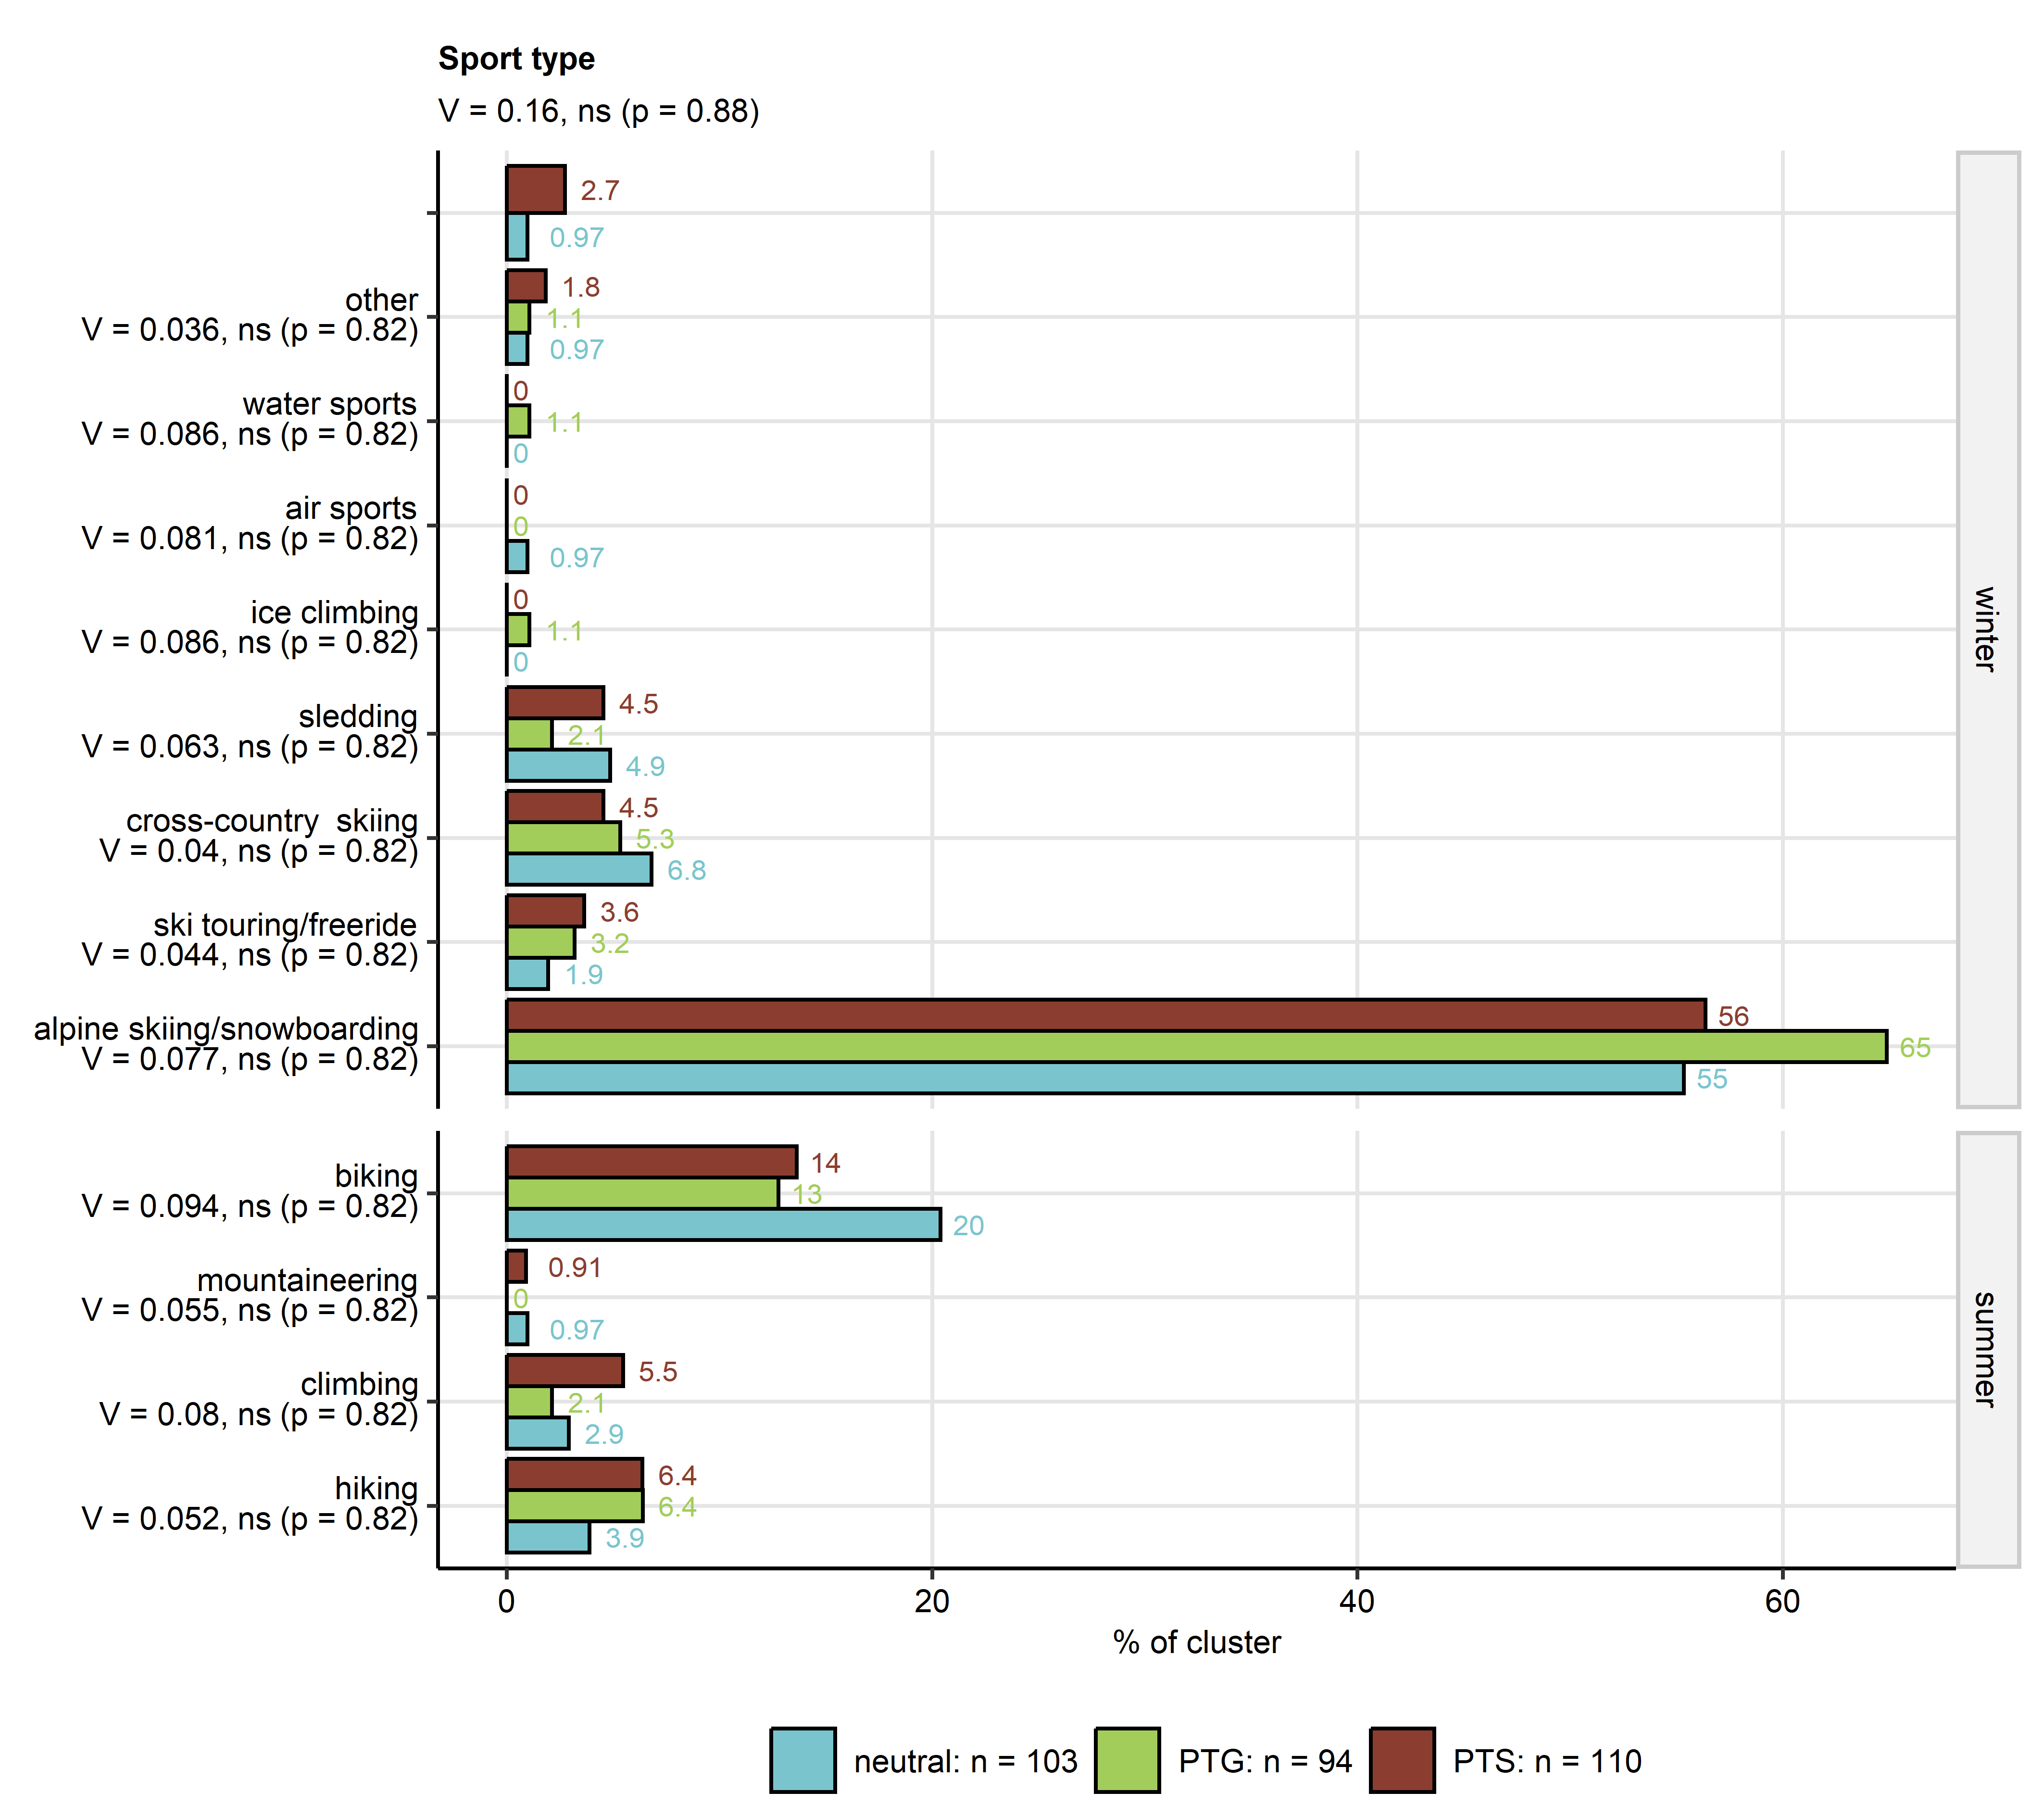 Sport type
V = 0.16, ns (p = 0.88)
2.7
0.97
other
V = 0.036, ns (p = 0.82)
1.8
1.1
0.97
water sports
V = 0.086, ns (p = 0.82)
0
1.1
0
air sports
V = 0.081, ns (p = 0.82)
0
0
0.97
ice climbing
V = 0.086, ns (p = 0.82)
0
1.1
0
sledding
V = 0.063, ns (p = 0.82)
4.5
2.1
4.9
cross-country  skiing
V = 0.04, ns (p = 0.82)
4.5
5.3
6.8
ski touring/freeride
V = 0.044, ns (p = 0.82)
3.6
3.2
1.9
alpine skiing/snowboarding
V = 0.077, ns (p = 0.82)
56
65
55
winter
biking
V = 0.094, ns (p = 0.82)
14
13
20
mountaineering
V = 0.055, ns (p = 0.82)
0.91
0
0.97
climbing
V = 0.08, ns (p = 0.82)
5.5
2.1
2.9
hiking
V = 0.052, ns (p = 0.82)
6.4
6.4
3.9
summer
0 20 40 60
% of cluster
neutral: n = 103 PTG: n = 94 PTS: n = 110